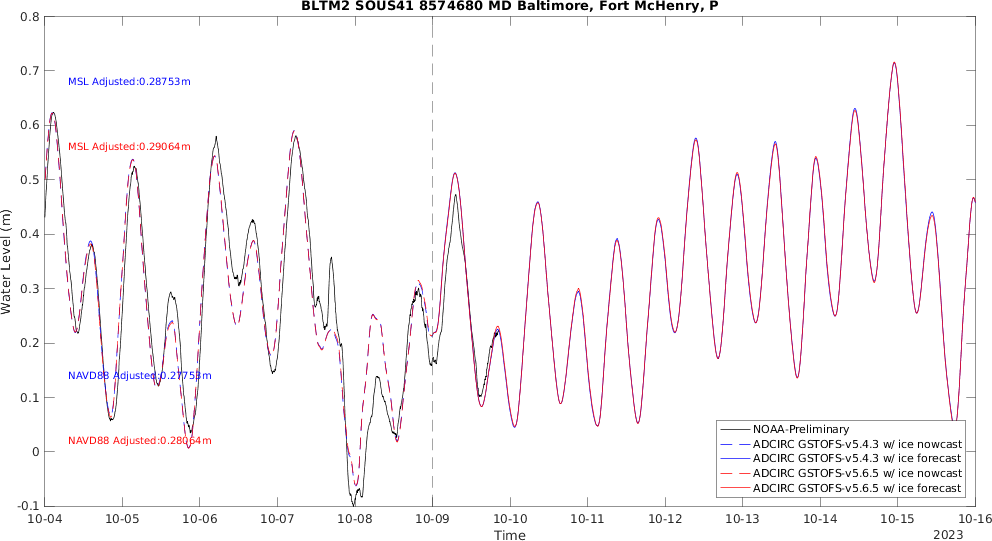 BLTM2 SOUS41 8574680 MD Baltimore, Fort McHenry, P
0.8
0.7
0.6
0.5
0.4
0.3
0.2
0.1
0
-0.1
Water Level (m)
MSL Adjusted:0.28753m
MSL Adjusted:0.29064m
NAVD88 Adjusted:0.27753m
NAVD88 Adjusted:0.28064m
NOAA-Preliminary
ADCIRC GSTOFS-v5.4.3 w/ ice nowcast
ADCIRC GSTOFS-v5.4.3 w/ ice forecast
ADCIRC GSTOFS-v5.6.5 w/ ice nowcast
ADCIRC GSTOFS-v5.6.5 w/ ice forecast
10-04 10-05 10-06 10-07 10-08 10-09 10-10 10-11 10-12 10-13 10-14 10-15 10-16
Time
2023